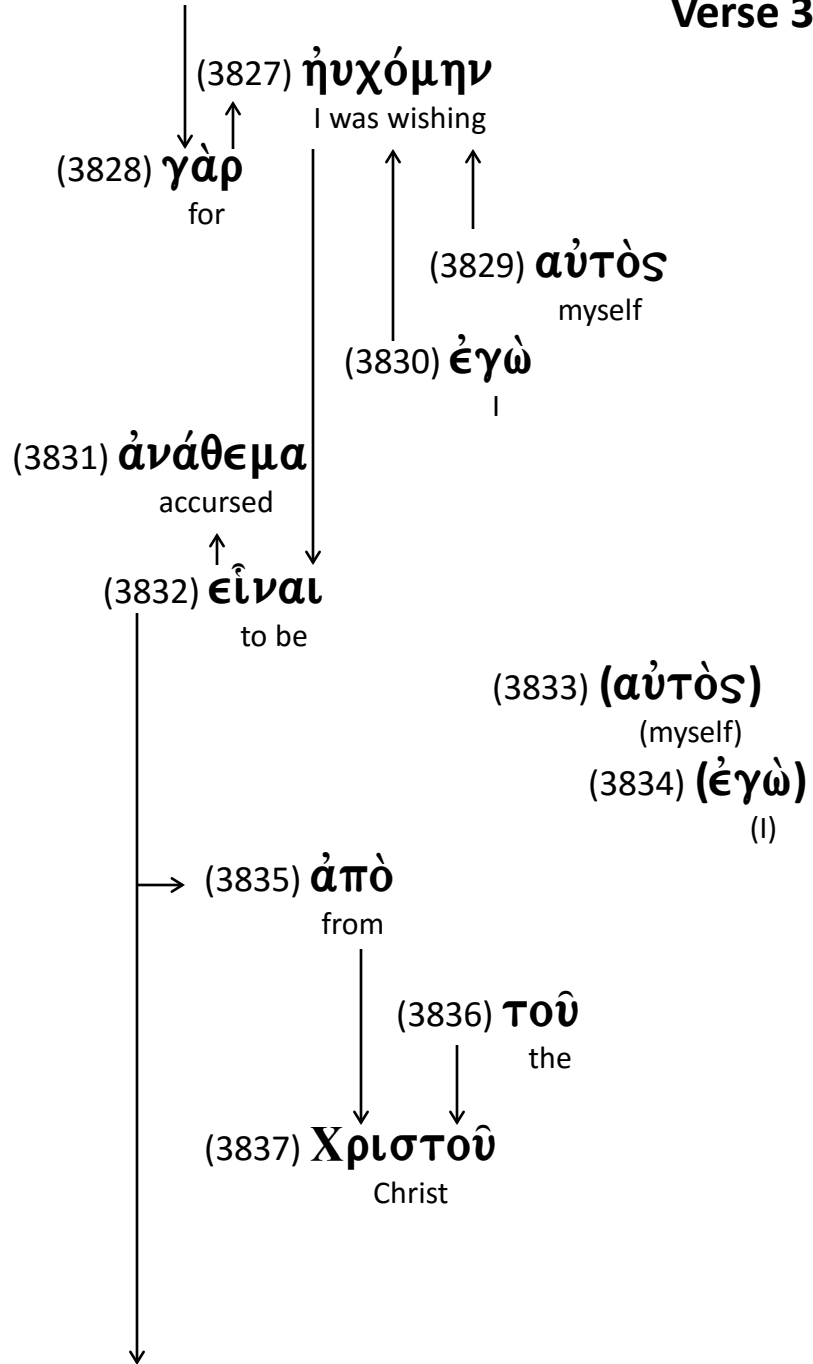 Verse 3
(3827) ἠυχόμην
I was wishing
(3828) γὰρ
for
(3829) αὐτὸς
myself
(3830) ἐγὼ
I
(3831) ἀνάθεμα
accursed
(3832) εἶναι
to be
(3833) (αὐτὸς)
(myself)
(3834) (ἐγὼ)
(I)
(3835) ἀπὸ
from
(3836) τοῦ
the
(3837) Χριστοῦ
Christ